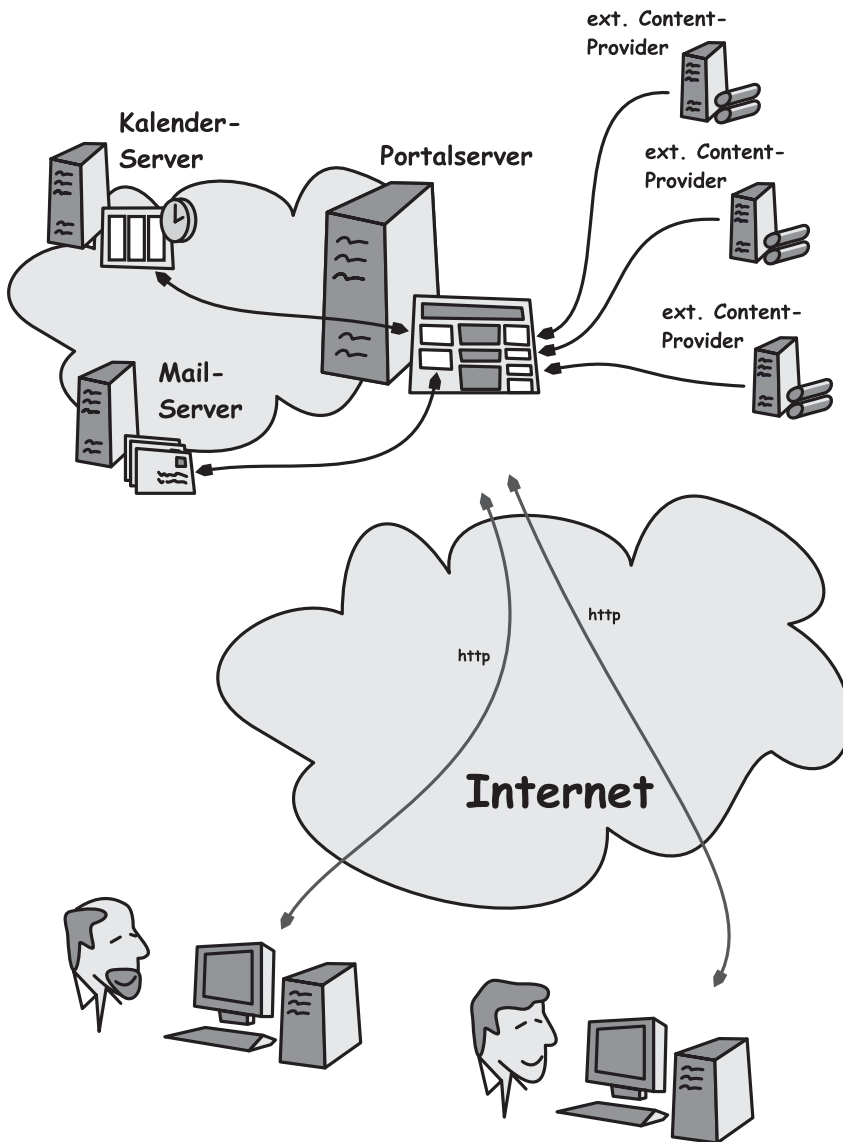 ext. Content-
Provider
Kalender-
Server
Portalserver
ext. Content-
Provider
ext. Content-
Provider
Mail-
Server
http
http
Internet